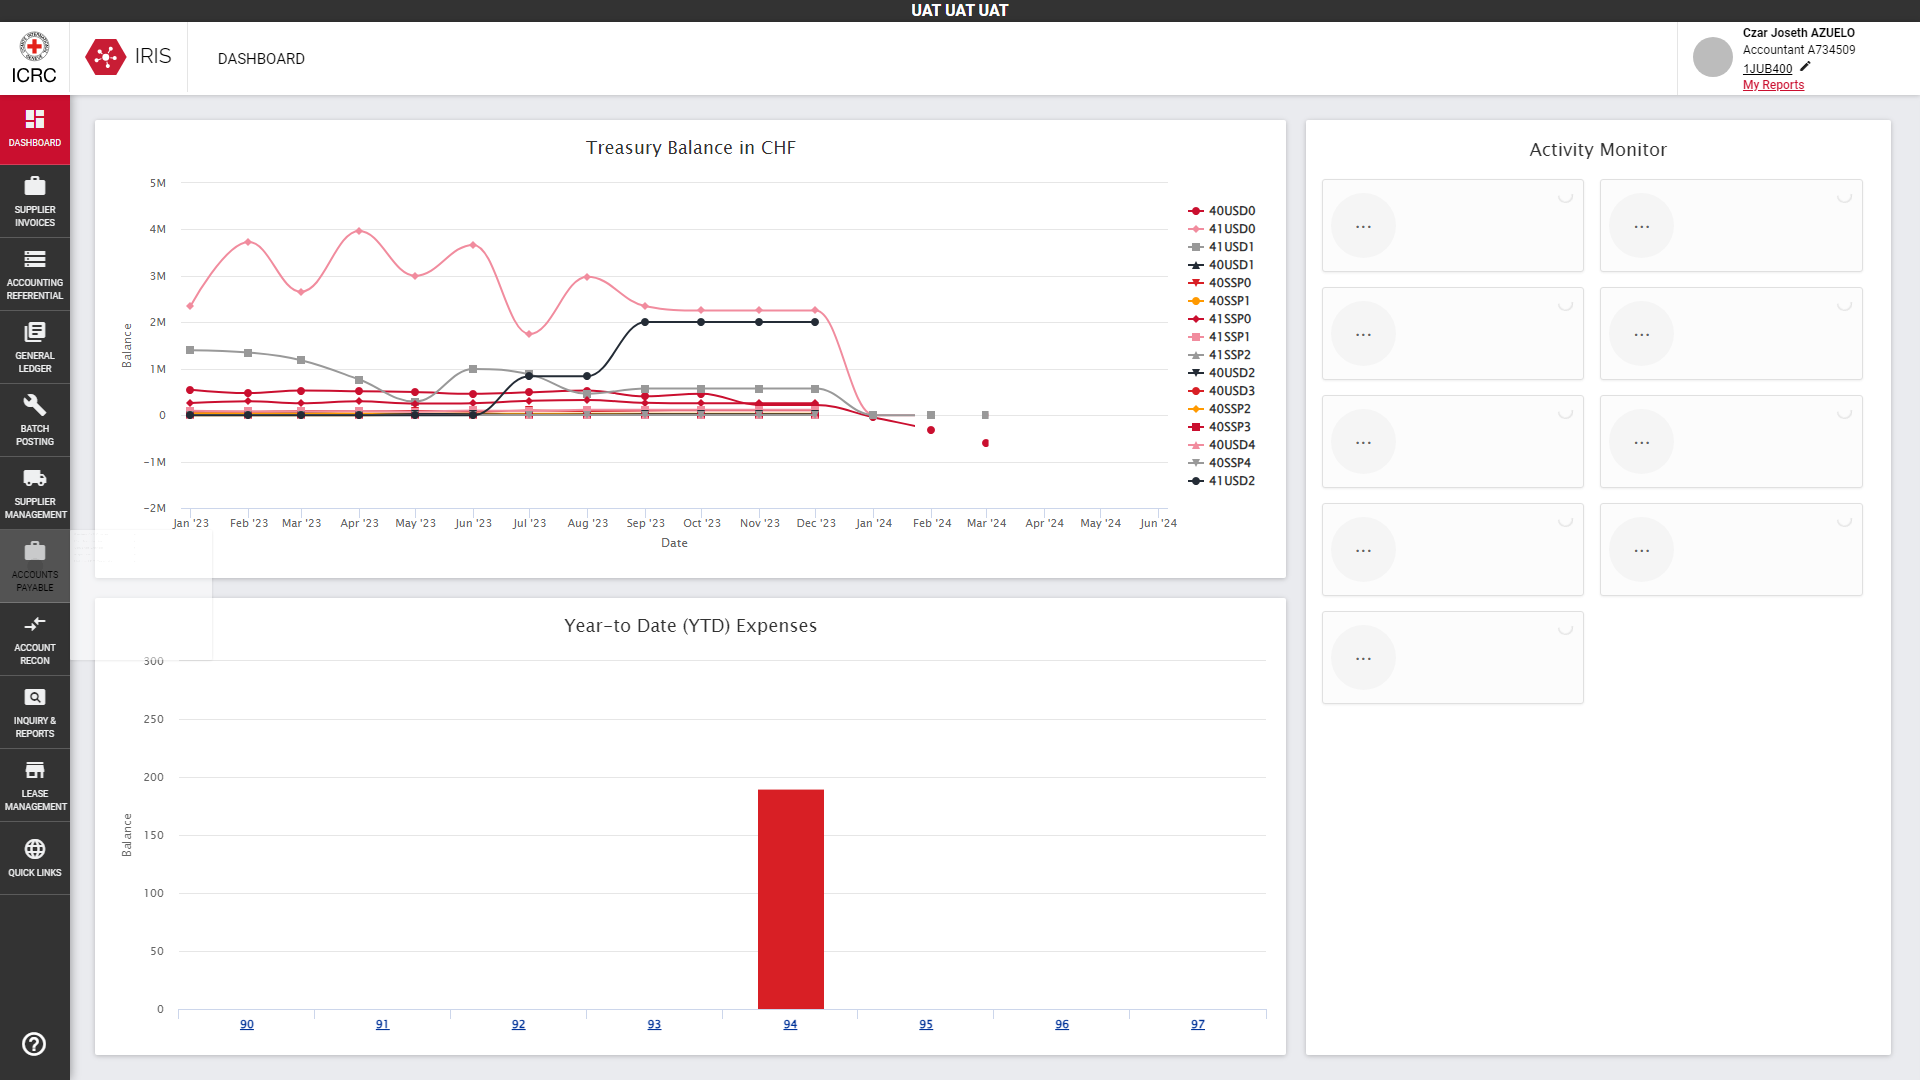 UAT UAT UAT
ICRC
IRIS
DASHBOARD
Czar Joseth AZUELO
Accountant A734509
1JUB400
My Reports
DASHBOARD
SUPPLIER
INVOICES
ACCOUNTING
REFERENTIAL
GENERAL
LEDGER
BATCH
POSTING
SUPPLIER
MANAGEMENT
ACCOUNTS
PAYABLE
ACCOUNT
RECON
INQUIRY &
REPORTS
LEASE
MANAGEMENT
QUICK LINKS
Treasury Balance in CHF
Balance
5M
4M
3M
2M
1M
0
-1M
-2M
Jan '23 Feb '23 Mar '23 Apr '23 May '23 Jun '23 Jul '23 Aug '23 Sep '23 Oct '23 Nov '23 Dec '23 Jan '24 Feb '24 Mar '24 Apr '24 May '24 Jun '24
Date
40USD0
41USD0
41USD1
40USD1
40SSP0
40SSP1
41SSP0
41SSP1
41SSP2
40USD2
40USD3
40SSP2
40SSP3
40USD4
40SSP4
41USD2
Year-to Date (YTD) Expenses
Balance
300
250
200
150
100
50
0
90 91 92 93 94 95 96 97
Activity Monitor
... ...
... ...
... ...
... ...
...